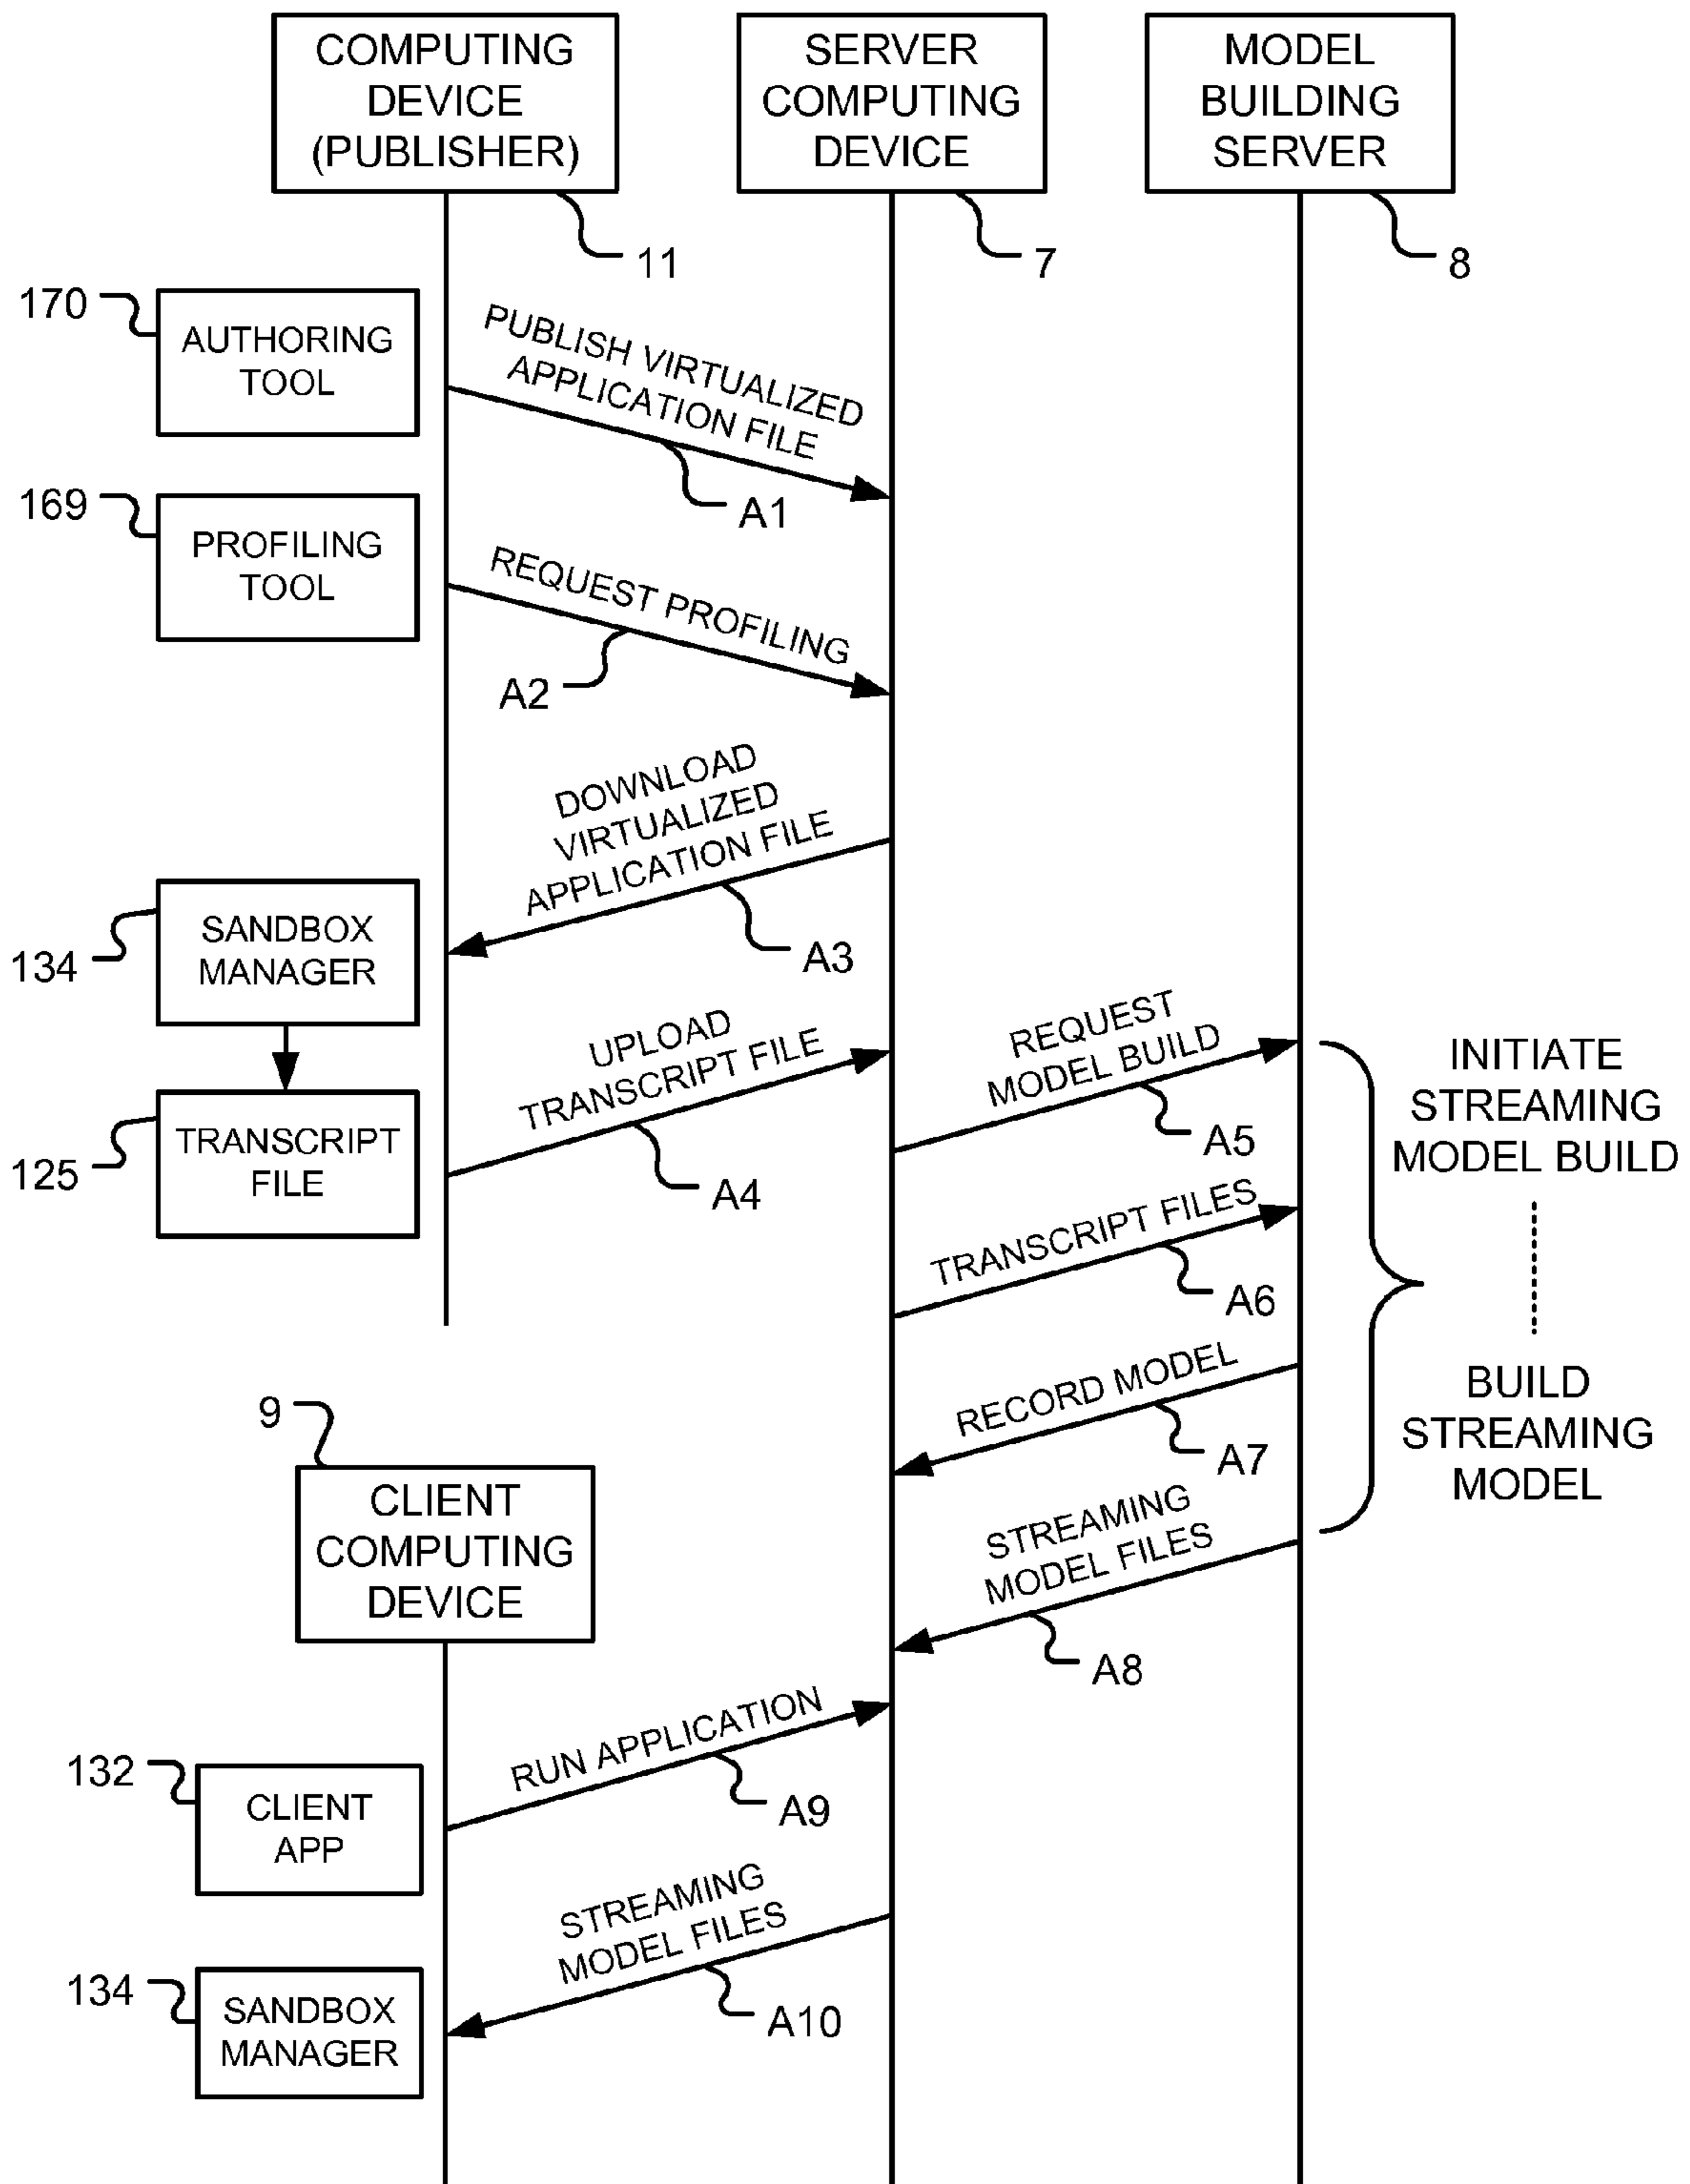 COMPUTING
DEVICE
(PUBLISHER)
SERVER
COMPUTING
DEVICE
MODEL
BUILDING
SERVER
11
7
8
170
AUTHORING
TOOL
PUBLISH VIRTUALIZED
APPLICATION FILE
A1
169
PROFILING
TOOL
REQUEST PROFILING
A2
DOWNLOAD
VIRTUALIZED
APPLICATION FILE
A3
134
SANDBOX
MANAGER
UPLOAD
TRANSCRIPT FILE
A4
125
TRANSCRIPT
FILE
REQUEST
MODEL BUILD
A5
INITIATE
STREAMING
MODEL BUILD
TRANSCRIPT FILES
A6
RECORD MODEL
A7
BUILD
STREAMING
MODEL
9
CLIENT
COMPUTING
DEVICE
STREAMING
MODEL FILES
A8
RUN APPLICATION
A9
132
CLIENT
APP
STREAMING
MODEL FILES
A10
134
SANDBOX
MANAGER